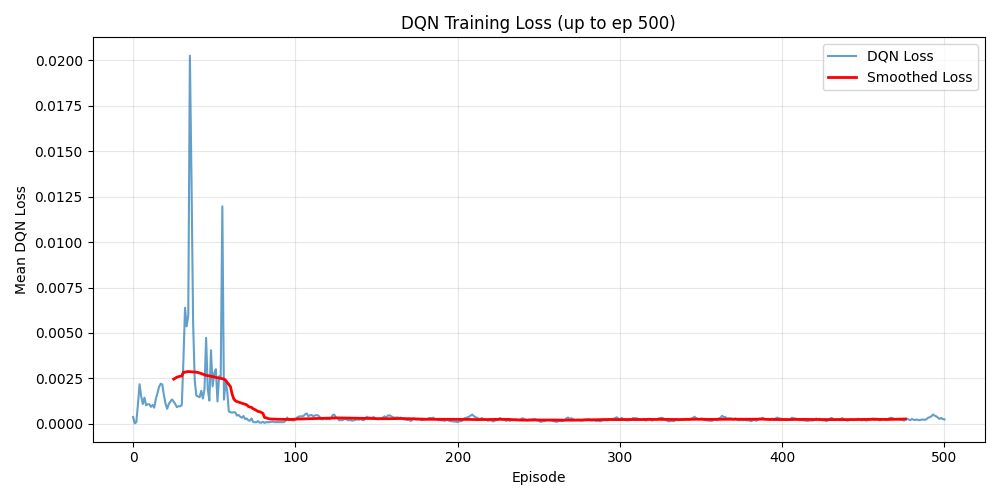 DQN Training Loss (up to ep 500)
DQN Loss
Smoothed Loss
Mean DQN Loss
0.0200
0.0175
0.0150
0.0125
0.0100
0.0075
0.0050
0.0025
0.0000
0 100 200 300 400 500
Episode